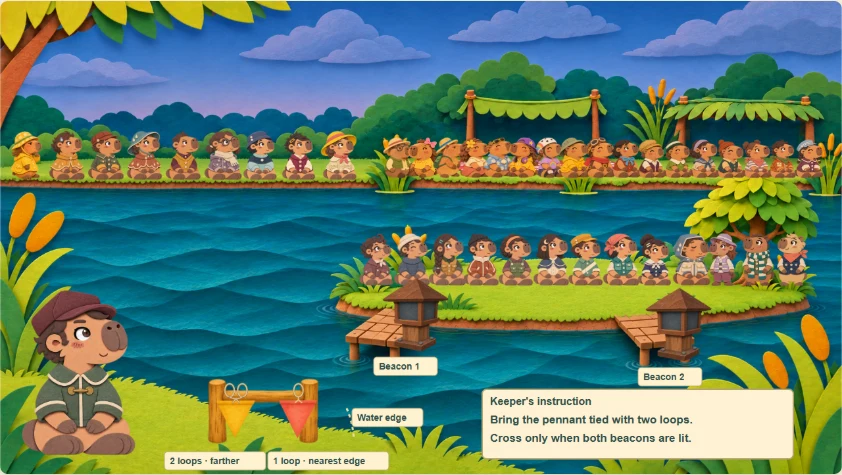 Beacon 1
Beacon 2
Water edge
Keeper's instruction
Bring the pennant tied with two loops.
Cross only when both beacons are lit.
2 loops · farther
1 loop · nearest edge